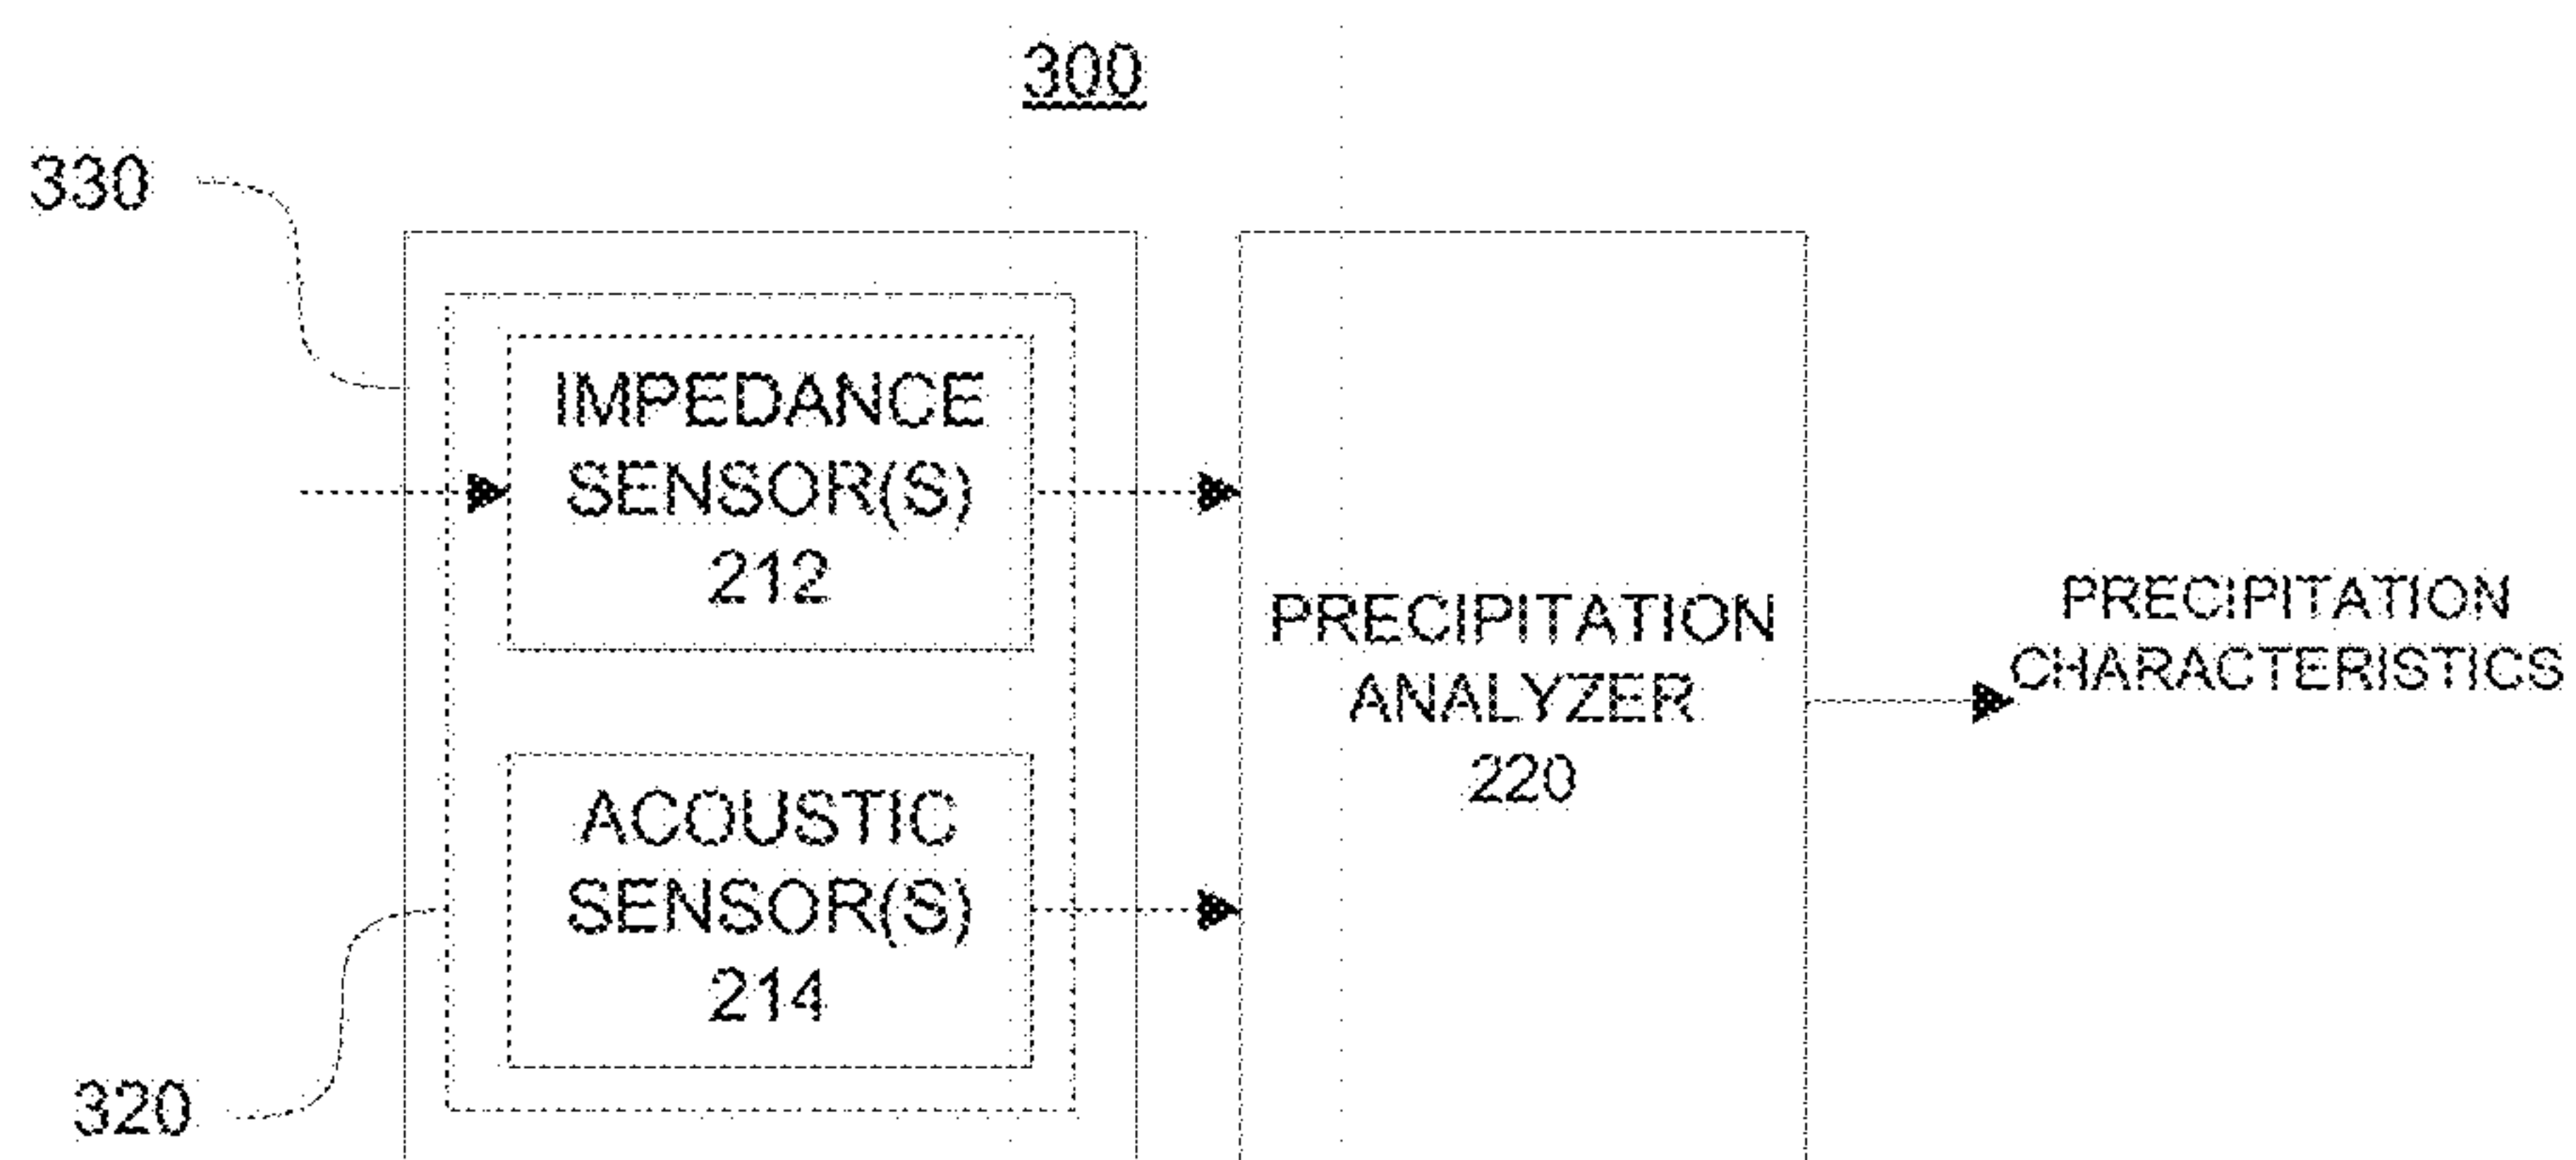 300
330
IMPEDANCE
SENSOR(S)
212
ACOUSTIC
SENSOR(S)
214
320
PRECIPITATION
ANALYZER
220
PRECIPITATION
CHARACTERISTICS